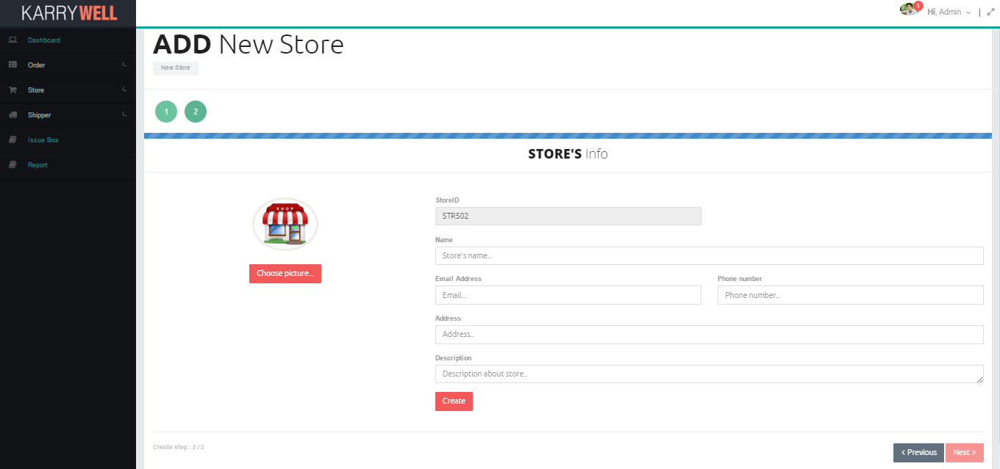 KARRYWELL
1
Hi, Admin
Dashboard
Order
Store
Shipper
Issue Box
Report
ADD New Store
New Store
1 2
STORE'S Info
SHOP
Choose picture...
StoreID
STR502
Name
Store's name..
Email Address Phone number
Email... Phone number..
Address
Address..
Description
Description about store..
Create
Create step : 2 / 2
Previous Next